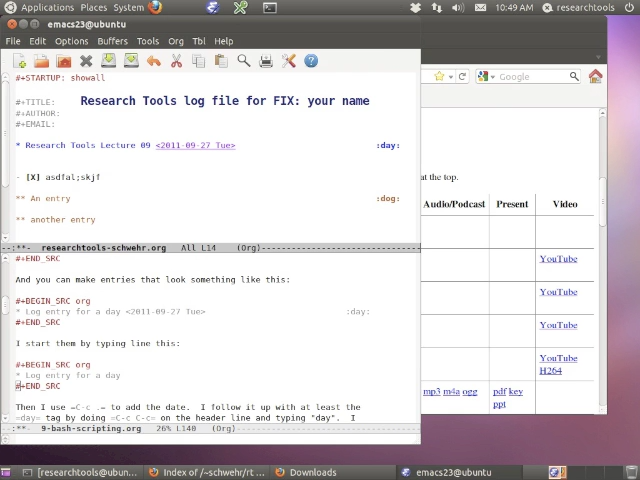 Applications Places System
10:49 AM researchtools
emacs23@ubuntu
File Edit Options Buffers Tools Org Tbl Help
#+STARTUP: showall
#+TITLE: Research Tools log file for FIX: your name
#+AUTHOR:
#+EMAIL:
* Research Tools Lecture 09 <2011-09-27 Tue> :day:
- [X] asdfal;skjf
** An entry :dog:
** another entry
--:**- researchtools-schwehr.org All L14 (Org)
#+END_SRC
And you can make entries that look something like this:
#+BEGIN_SRC org
* Log entry for a day <2011-09-27 Tue> :day:
#+END_SRC
I start them by typing line this:
#+BEGIN_SRC org
* Log entry for a day
#+END_SRC
Then I use =C-c .= to add the date. I follow it up with at least the
=day= tag by doing =C-c C-c= on the header line and typing "day". I
--:**- 9-bash-scripting.org 26% L140 (Org)
Google
at the top.
Audio/Podcast Present Video
YouTube
YouTube
YouTube
YouTube
H264
mp3 m4a ogg pdf key
ppt
[researchtools@ubun... Index of /~schwehr/rt ... Downloads emacs23@ubuntu